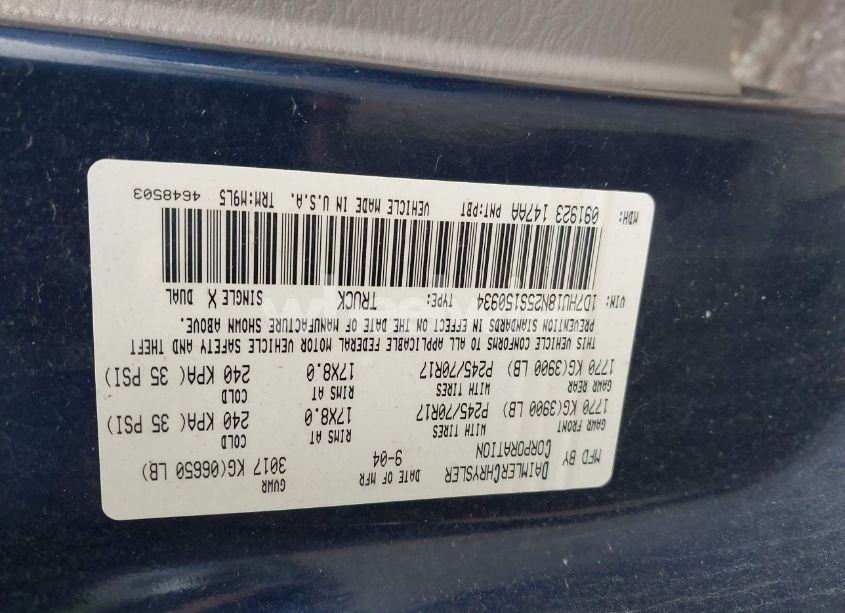 MFD BY DAIMLERCHRYSLER CORPORATION DATE OF MFR 9-04 GVWR 3017 KG(06650 LB)
GAWR FRONT WITH TIRES RIMS AT COLD
1770 KG(3900 LB) P245/70R17 17X8.0 240 KPA( 35 PSI)
GAWR REAR WITH TIRES RIMS AT COLD
1770 KG(3900 LB) P245/70R17 17X8.0 240 KPA( 35 PSI)
THIS VEHICLE CONFORMS TO ALL APPLICABLE FEDERAL MOTOR VEHICLE SAFETY AND THEFT
PREVENTION STANDARDS IN EFFECT ON THE DATE OF MANUFACTURE SHOWN ABOVE.
VIN: 1D7HU18N25S150934 TYPE: TRUCK SINGLE X DUAL
MDH: 091923 147AA PNT:PBT VEHICLE MADE IN U.S.A. TRM:M9L5 4648503